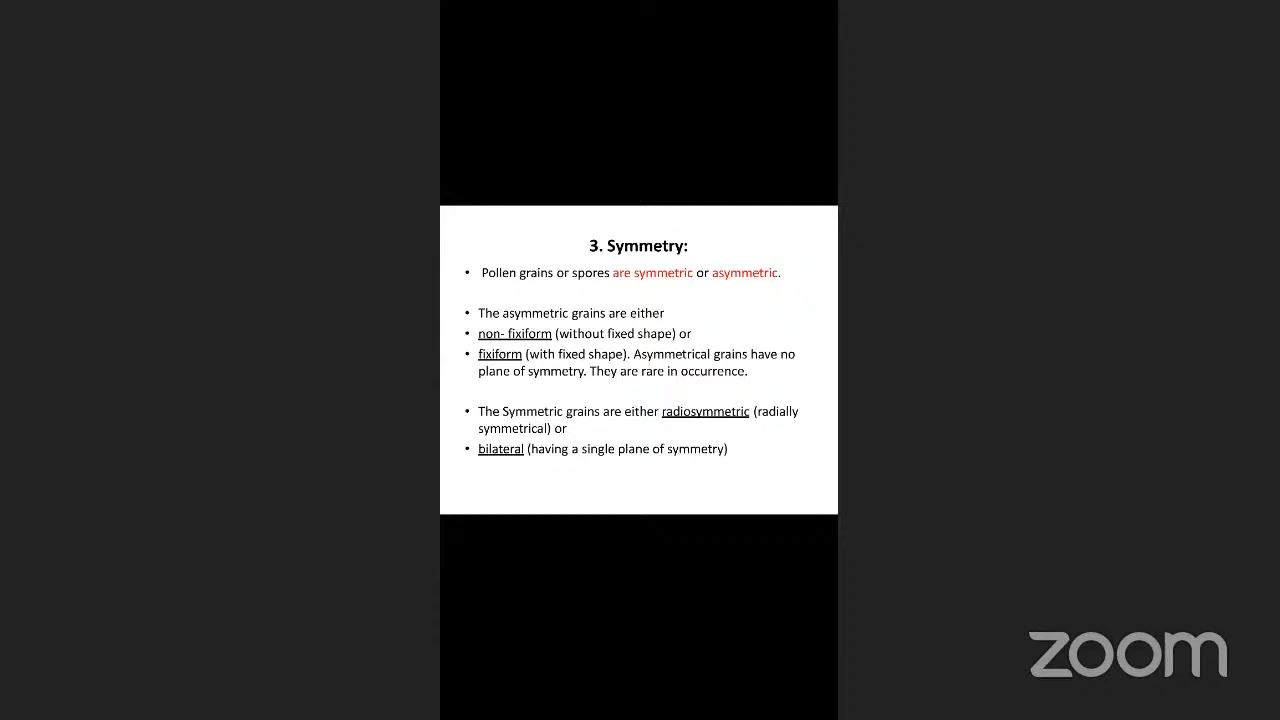 3. Symmetry:
• Pollen grains or spores are symmetric or asymmetric.
• The asymmetric grains are either
• non- fixiform (without fixed shape) or
• fixiform (with fixed shape). Asymmetrical grains have no
plane of symmetry. They are rare in occurrence.
• The Symmetric grains are either radiosymmetric (radially
symmetrical) or
• bilateral (having a single plane of symmetry)
zoom